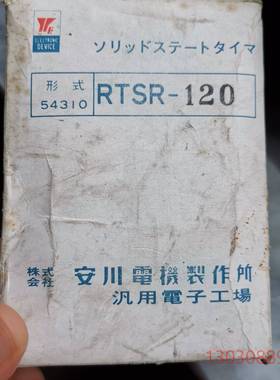 YE
ELECTRONIC
DEVICE
ソリッドステートタイマ
形式
54310
RTSR-120
株式
会社
安川電機製作所
汎用電子工場